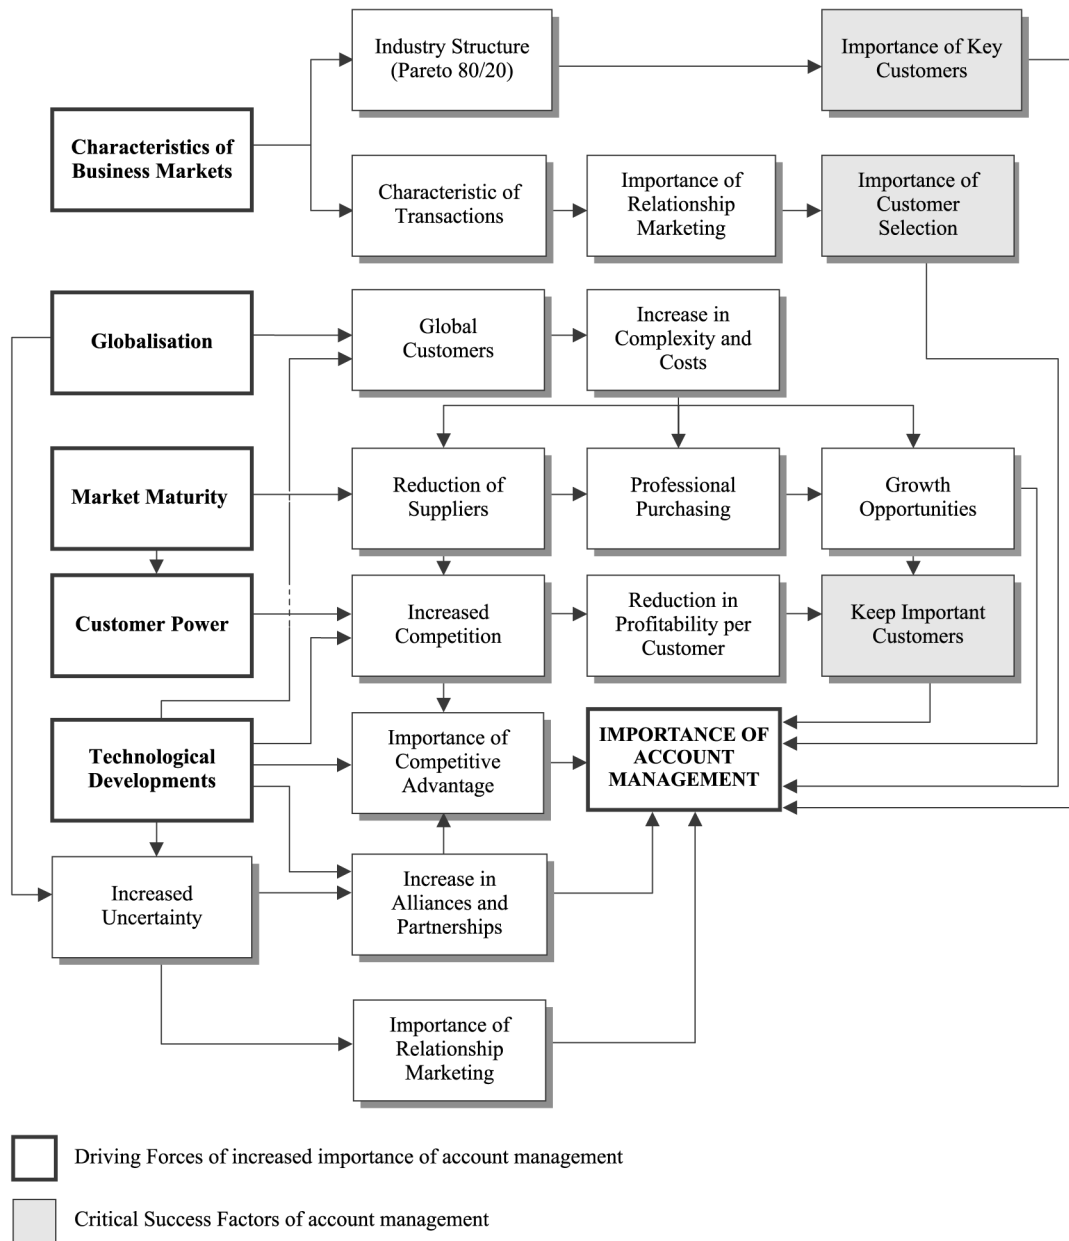 Industry Structure
(Pareto 80/20)
Importance of Key
Customers
Characteristics of
Business Markets
Characteristic of
Transactions
Importance of
Relationship
Marketing
Importance of
Customer
Selection
Globalisation
Global
Customers
Increase in
Complexity and
Costs
Market Maturity
Reduction of
Suppliers
Professional
Purchasing
Growth
Opportunities
Customer Power
Increased
Competition
Reduction in
Profitability per
Customer
Keep Important
Customers
Technological
Developments
Importance of
Competitive
Advantage
IMPORTANCE OF
ACCOUNT
MANAGEMENT
Increased
Uncertainty
Increase in
Alliances and
Partnerships
Importance of
Relationship
Marketing
Driving Forces of increased importance of account management
Critical Success Factors of account management